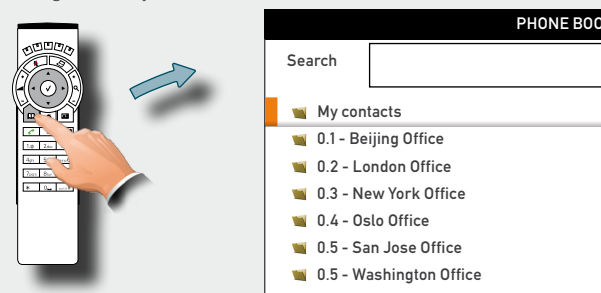 PHONE BOO
Search
My contacts
0.1 - Beijing Office
0.2 - London Office
0.3 - New York Office
0.4 - Oslo Office
0.5 - San Jose Office
0.5 - Washington Office